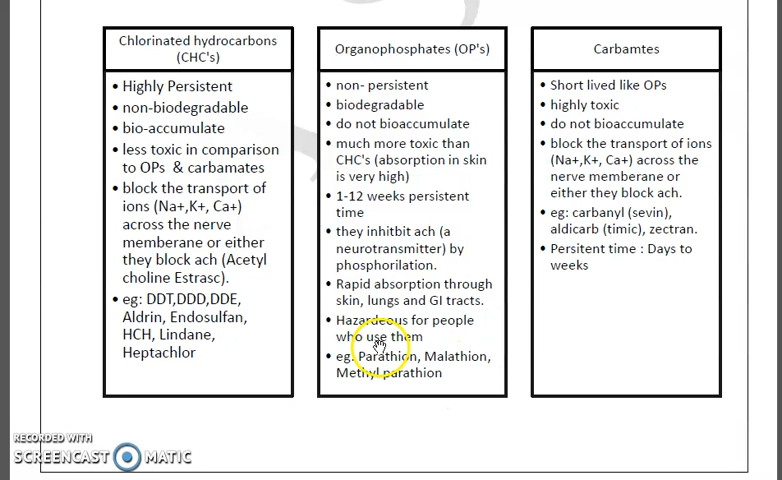 Chlorinated hydrocarbons
(CHC's)
• Highly Persistent
• non-biodegradable
• bio-accumulate
• less toxic in comparison
to OPs & carbamates
• block the transport of
ions (Na+,K+, Ca+)
across the nerve
memberane or either
they block ach (Acetyl
choline Estrasc).
• eg: DDT,DDD,DDE,
Aldrin, Endosulfan,
HCH, Lindane,
Heptachlor
Organophosphates (OP's)
• non- persistent
• biodegradable
• do not bioaccumulate
• much more toxic than
CHC's (absorption in skin
is very high)
• 1-12 weeks persistent
time
• they inhitbit ach (a
neurotransmitter) by
phosphorilation.
• Rapid absorption through
skin, lungs and GI tracts.
• Hazardeous for people
who use them
• eg: Parathion, Malathion,
Methyl parathion
Carbamtes
• Short lived like OPs
• highly toxic
• do not bioaccumulate
• block the transport of ions
(Na+,K+, Ca+) across the
nerve memberane or
either they block ach.
• eg: carbanyl (sevin),
aldicarb (timic), zectran.
• Persitent time : Days to
weeks
RECORDED WITH
SCREENCAST MATIC